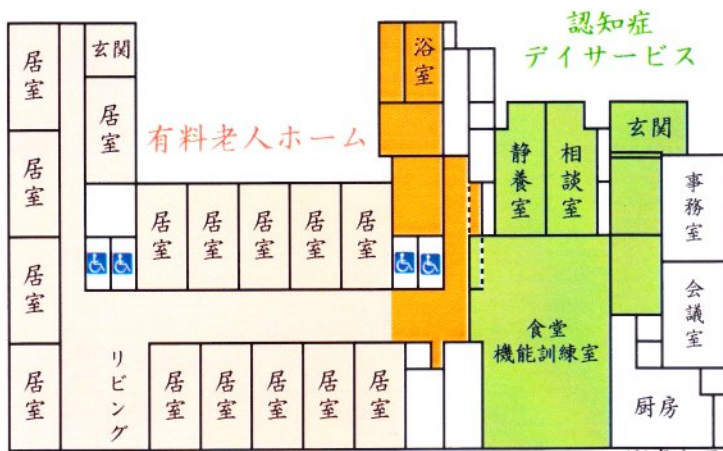 認知症
デイサービス
有料老人ホーム
玄関
居室
居室
居室
居室
居室
居室
居室
居室
居室
居室
居室
リビング
居室
居室
居室
居室
居室
浴室
静養室
相談室
玄関
事務室
会議室
食堂
機能訓練室
厨房